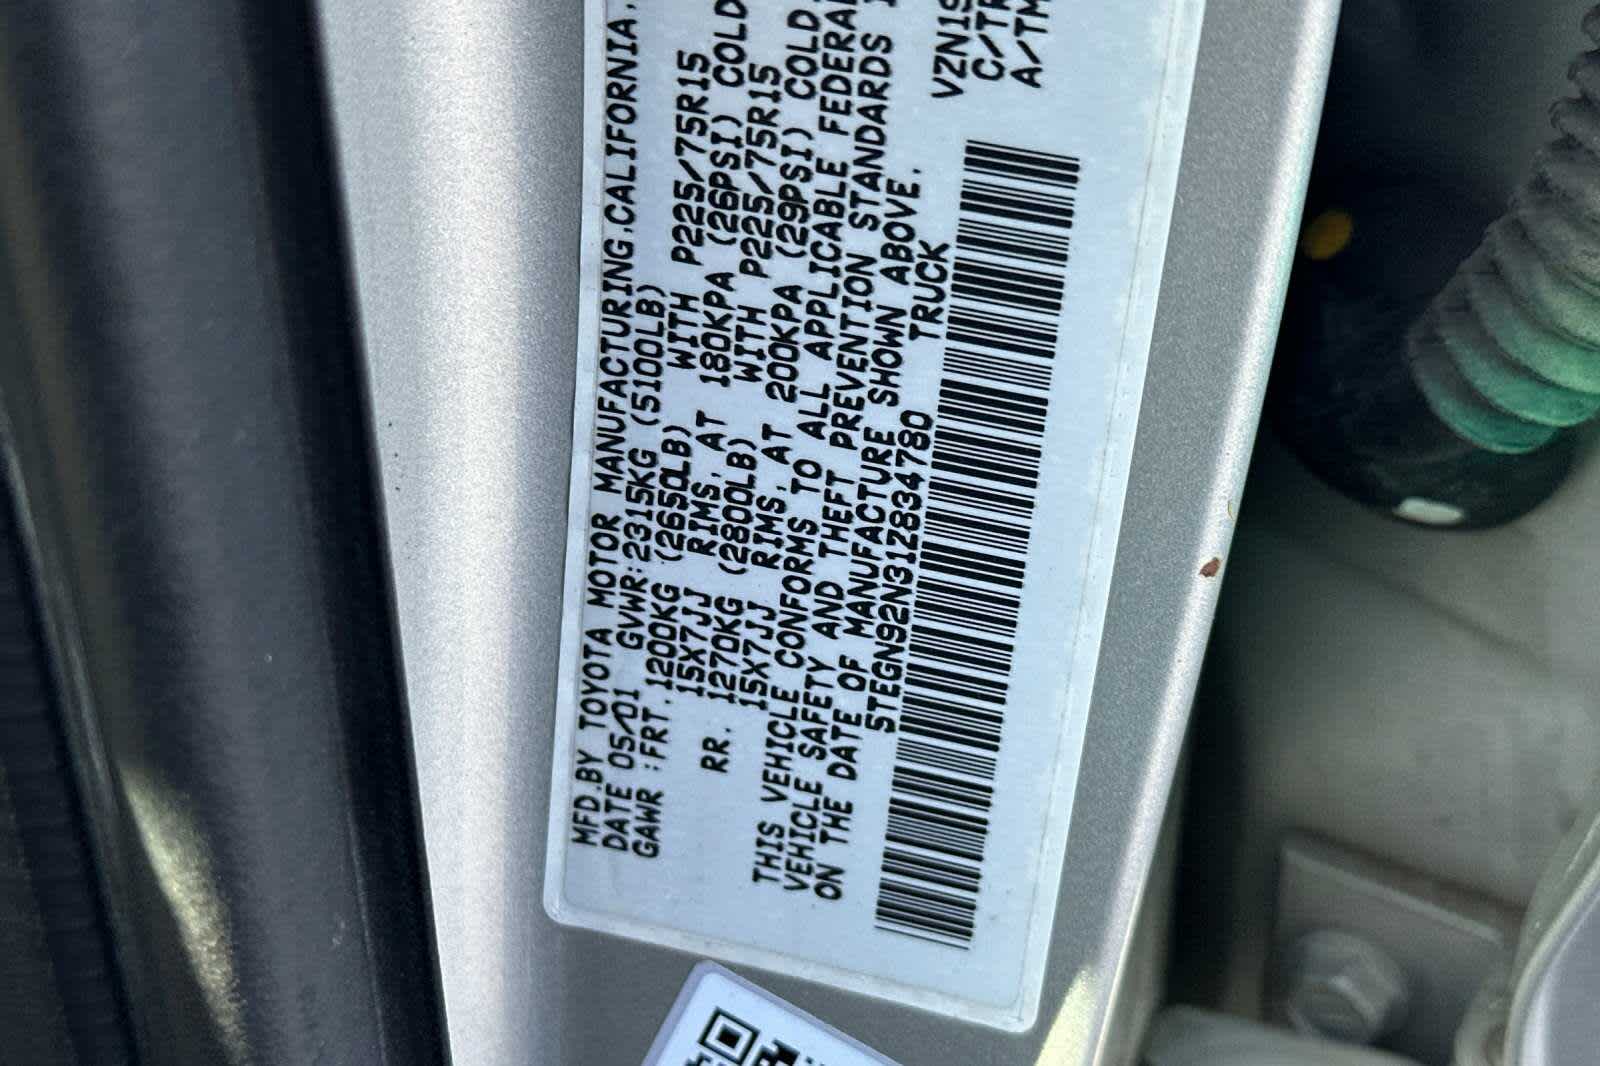 MFD.BY TOYOTA MOTOR MANUFACTURING.CALIFORNIA.
DATE 05/01 GVWR:2315KG (5100LB)
GAWR :FRT. 1200KG (2650LB) WITH P225/75R15
15X7JJ RIMS,AT 180KPA (26PSI) COLD
RR. 1270KG (2800LB) WITH P225/75R15
15X7JJ RIMS,AT 200KPA (29PSI) COLD
THIS VEHICLE CONFORMS TO ALL APPLICABLE FEDERAL
VEHICLE SAFETY AND THEFT PREVENTION STANDARDS
ON THE DATE OF MANUFACTURE SHOWN ABOVE.
5TEGN92N31Z834780 TRUCK
VZN19
C/TR
A/TM